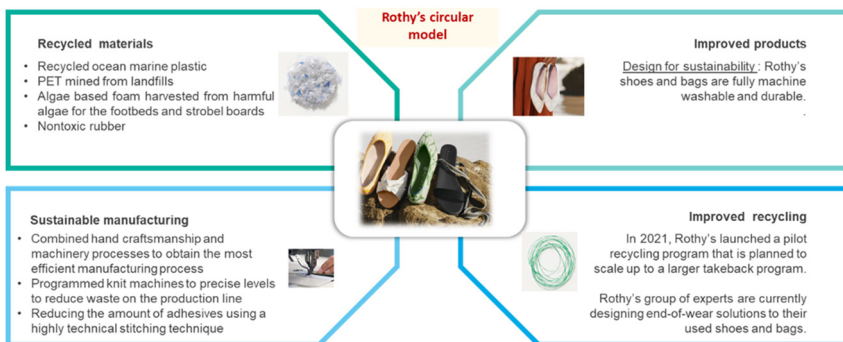 Rothy's circular
model
Recycled materials
• Recycled ocean marine plastic
• PET mined from landfills
• Algae based foam harvested from harmful
algae for the footbeds and strobel boards
• Nontoxic rubber
Improved products
Design for sustainability : Rothy's
shoes and bags are fully machine
washable and durable.
.
Sustainable manufacturing
• Combined hand craftsmanship and
machinery processes to obtain the most
efficient manufacturing process
• Programmed knit machines to precise levels
to reduce waste on the production line
• Reducing the amount of adhesives using a
highly technical stitching technique
Improved recycling
In 2021, Rothy's launched a pilot
recycling program that is planned to
scale up to a larger takeback program.
Rothy's group of experts are currently
designing end-of-wear solutions to their
used shoes and bags.